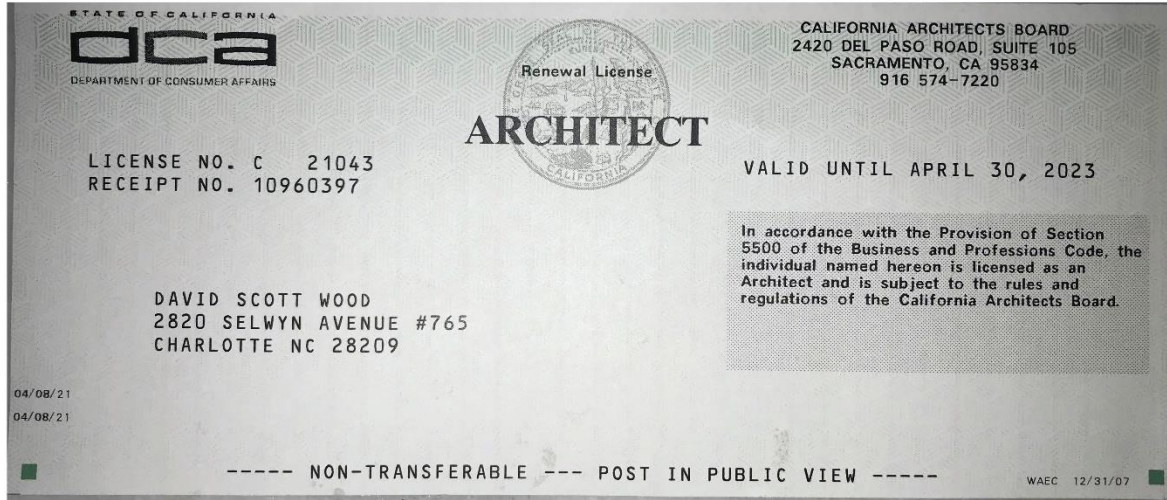 STATE OF CALIFORNIA
dca
DEPARTMENT OF CONSUMER AFFAIRS
Renewal License
ARCHITECT
CALIFORNIA ARCHITECTS BOARD
2420 DEL PASO ROAD, SUITE 105
SACRAMENTO, CA 95834
916 574-7220
LICENSE NO. C 21043
RECEIPT NO. 10960397
VALID UNTIL APRIL 30, 2023
In accordance with the Provision of Section
5500 of the Business and Professions Code, the
individual named hereon is licensed as an
Architect and is subject to the rules and
regulations of the California Architects Board.
DAVID SCOTT WOOD
2820 SELWYN AVENUE #765
CHARLOTTE NC 28209
04/08/21
04/08/21
----- NON-TRANSFERABLE --- POST IN PUBLIC VIEW -----
WAEC 12/31/07